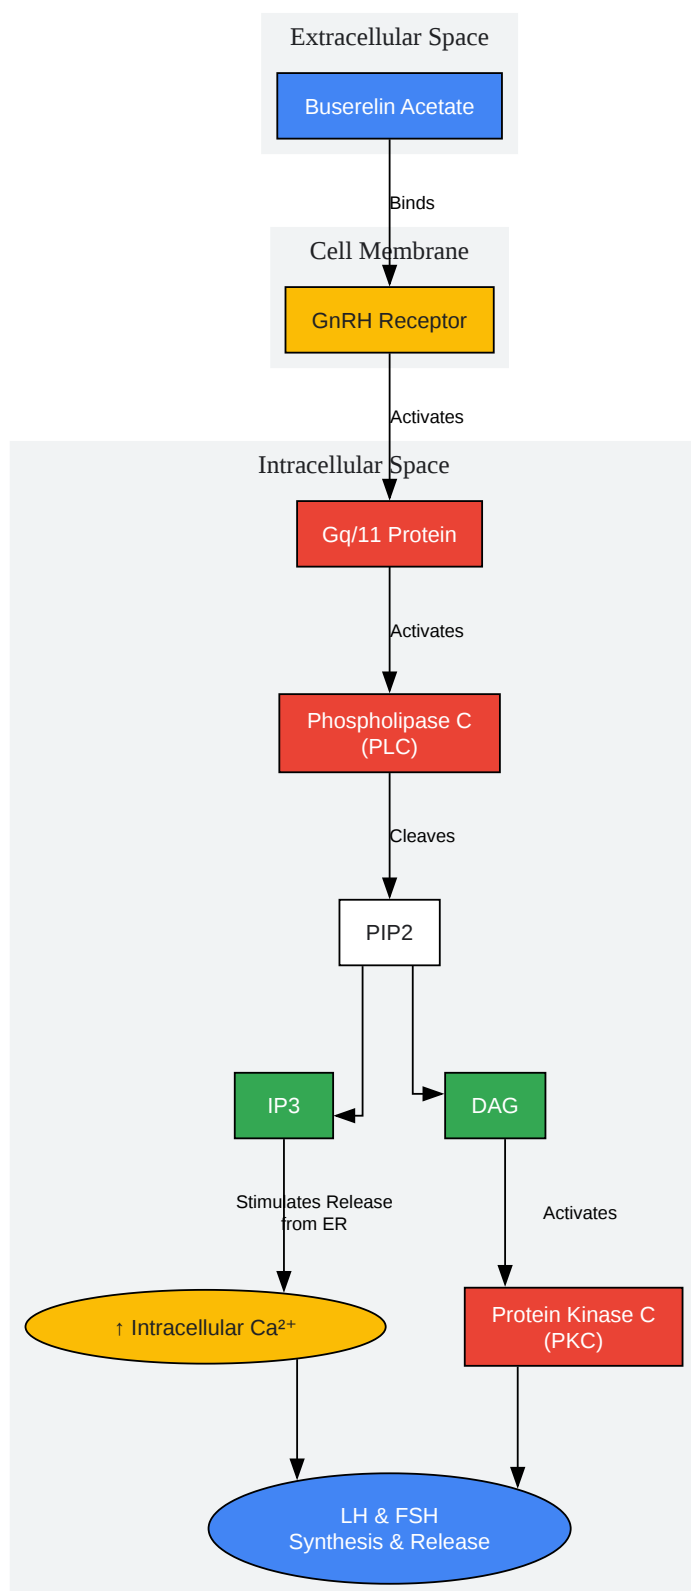 Extracellular Space
Buserelin Acetate
Binds
Cell Membrane
GnRH Receptor
Activates
Intracellular Space
Gq/11 Protein
Activates
Phospholipase C
(PLC)
Cleaves
PIP2
IP3
DAG
Stimulates Release
from ER
Activates
↑ Intracellular Ca²⁺
Protein Kinase C
(PKC)
LH & FSH
Synthesis & Release